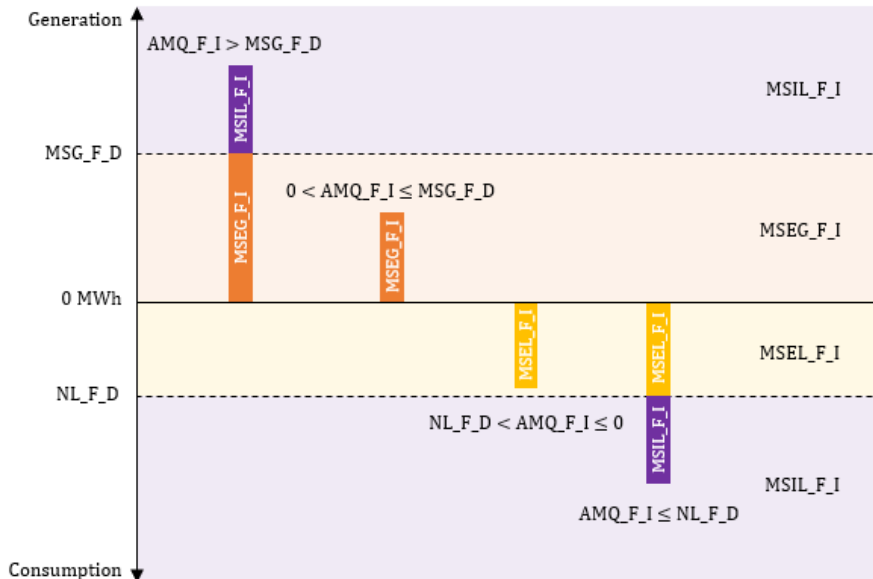 Generation
AMQ_F_I > MSG_F_D
MSIL_F_I
MSIL_F_I
MSG_F_D
MSEG_F_I
0 < AMQ_F_I ≤ MSG_F_D
MSEG_F_I
MSEG_F_I
0 MWh
MSEL_F_I
MSEL_F_I
MSEL_F_I
NL_F_D
NL_F_D < AMQ_F_I ≤ 0
MSIL_F_I
MSIL_F_I
AMQ_F_I ≤ NL_F_D
Consumption